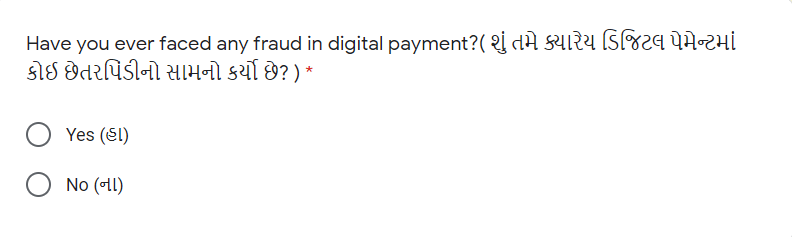 Have you ever faced any fraud in digital payment?( શું તમે ક્યારેય ડિજિટલ પેમેન્ટમાં
કોઈ છેતરપિંડીનો સામનો કર્યો છે? ) *
Yes (હા)
No (ના)